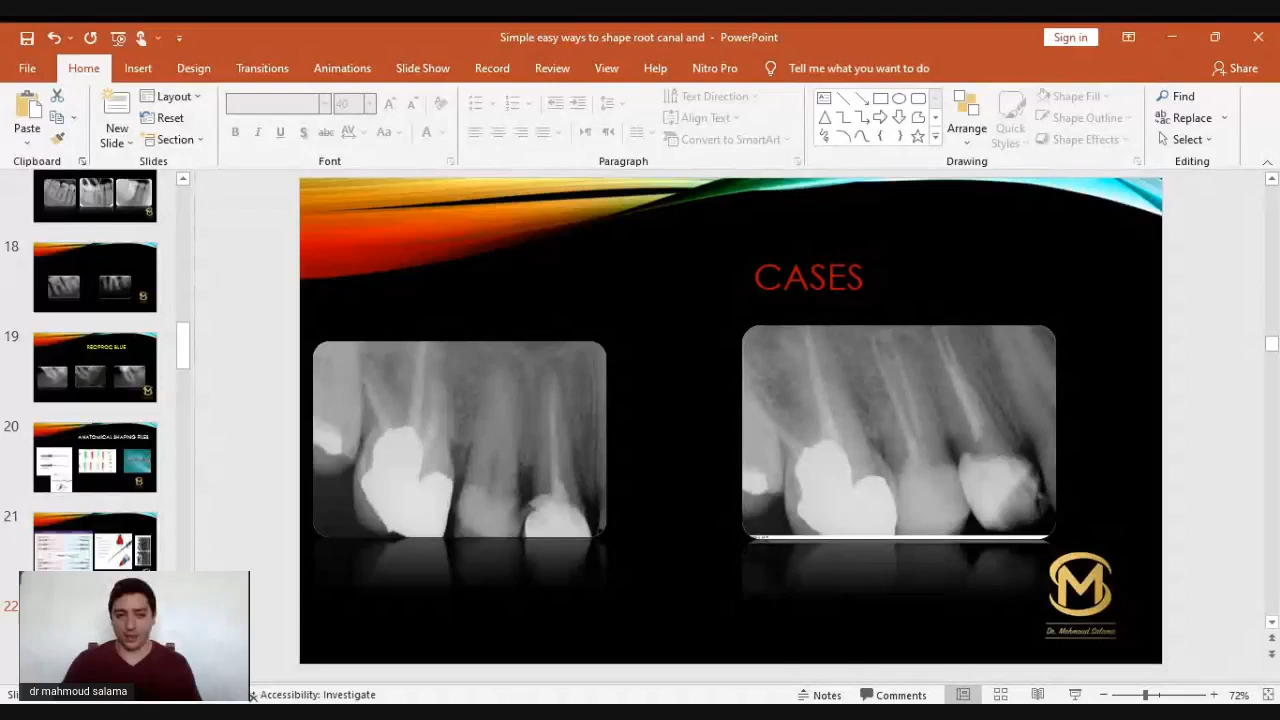 Simple easy ways to shape root canal and - PowerPoint
Sign in
File Home Insert Design Transitions Animations Slide Show Record Review View Help Nitro Pro Tell me what you want to do Share
Paste
Clipboard
New Slide
Layout
Reset
Section
Slides
Aa
A
Font
Text Direction
Align Text
Convert to SmartArt
Paragraph
Arrange
Quick Styles
Shape Fill
Shape Outline
Shape Effects
Drawing
Find
Replace
Select
Editing
18
19
RECIPROC BLUE
20
ANATOMICAL SHAPING FILES
21
22
CASES
M
Dr. Mahmoud Salama
dr mahmoud salama
Accessibility: Investigate
Notes
Comments
72%